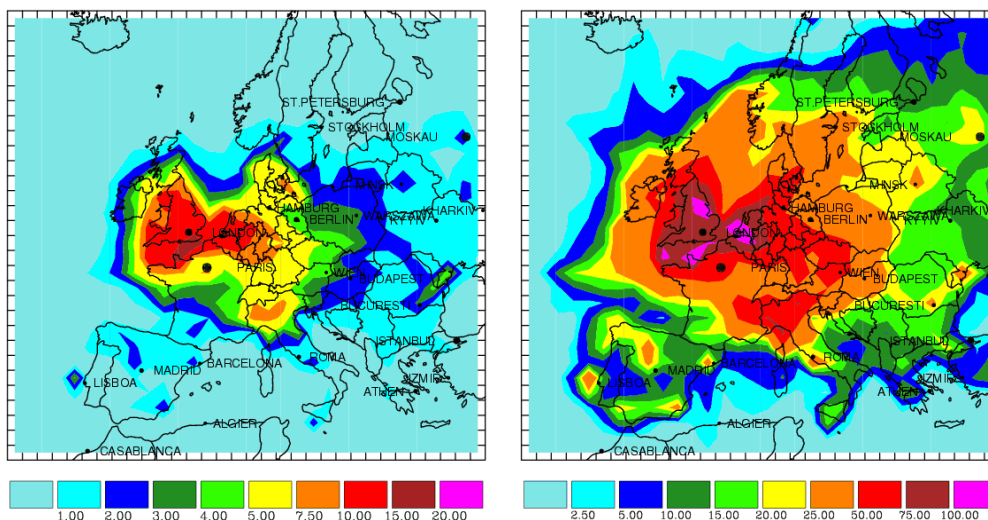 ST.PETERSBURG
STOCKHOLM
MOSKAU
MINSK
HAMBURG
BERLIN
WARSZAWA
KHARKIV
KYYIV
LONDON
PARIS
WIEN
BUDAPEST
BUCURESTI
ISTANBUL
ROMA
BARCELONA
MADRID
LISBOA
IZMIR
ATHEN
ALGIER
CASABLANCA
1.00 2.00 3.00 4.00 5.00 7.50 10.00 15.00 20.00
ST.PETERSBURG
STOCKHOLM
MOSKAU
MINSK
HAMBURG
BERLIN
WARSZAWA
KHARKIV
KYYIV
LONDON
PARIS
WIEN
BUDAPEST
BUCURESTI
ISTANBUL
ROMA
BARCELONA
MADRID
LISBOA
IZMIR
ATHEN
ALGIER
CASABLANCA
2.50 5.00 10.00 15.00 20.00 25.00 50.00 75.00 100.00